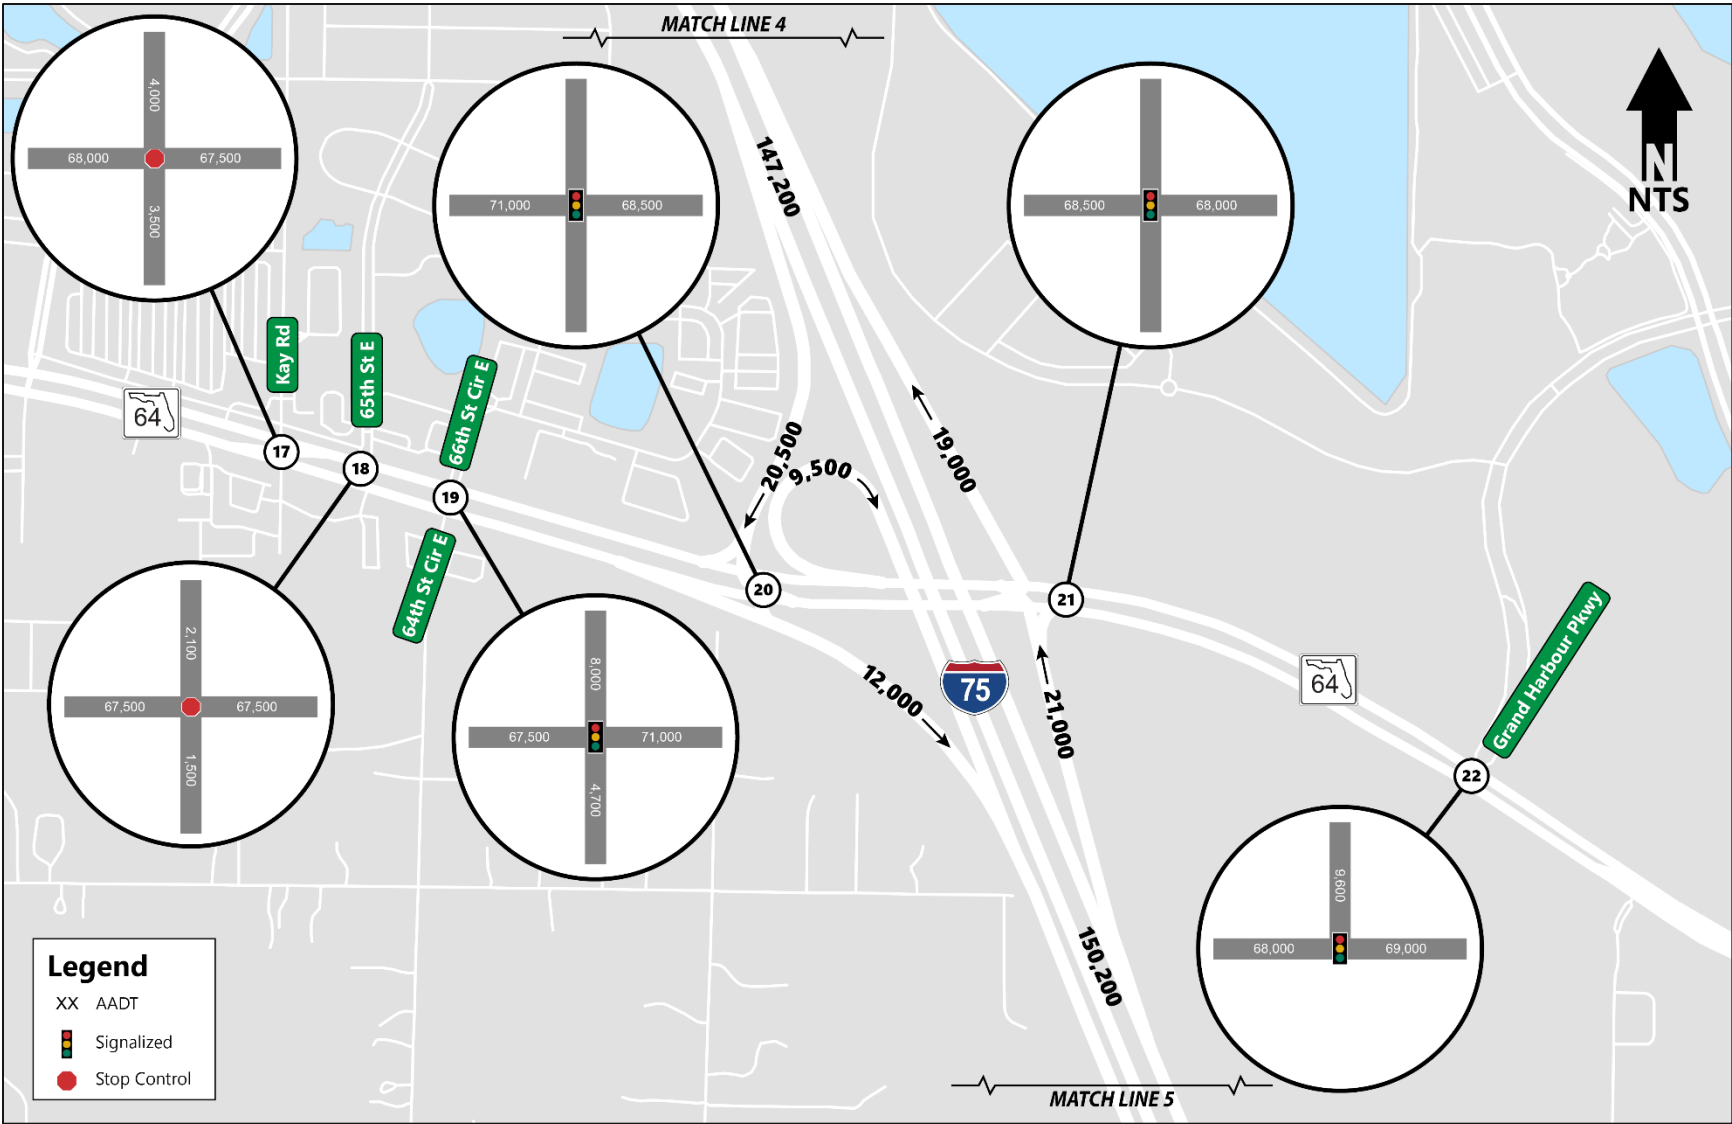 MATCH LINE 4
4,000
68,000
67,500
3,500
71,000
68,500
147,200
68,500
68,000
N
NTS
Kay Rd
65th St E
66th St Cir E
64
17
18
19
20,500
9,500
19,000
64th St Cir E
20
21
2,100
67,500
67,500
1,500
8,000
67,500
71,000
4,700
12,000
75
21,000
64
Grand Harbour Pkwy
22
9,600
68,000
69,000
150,200
Legend
XX AADT
Signalized
Stop Control
MATCH LINE 5